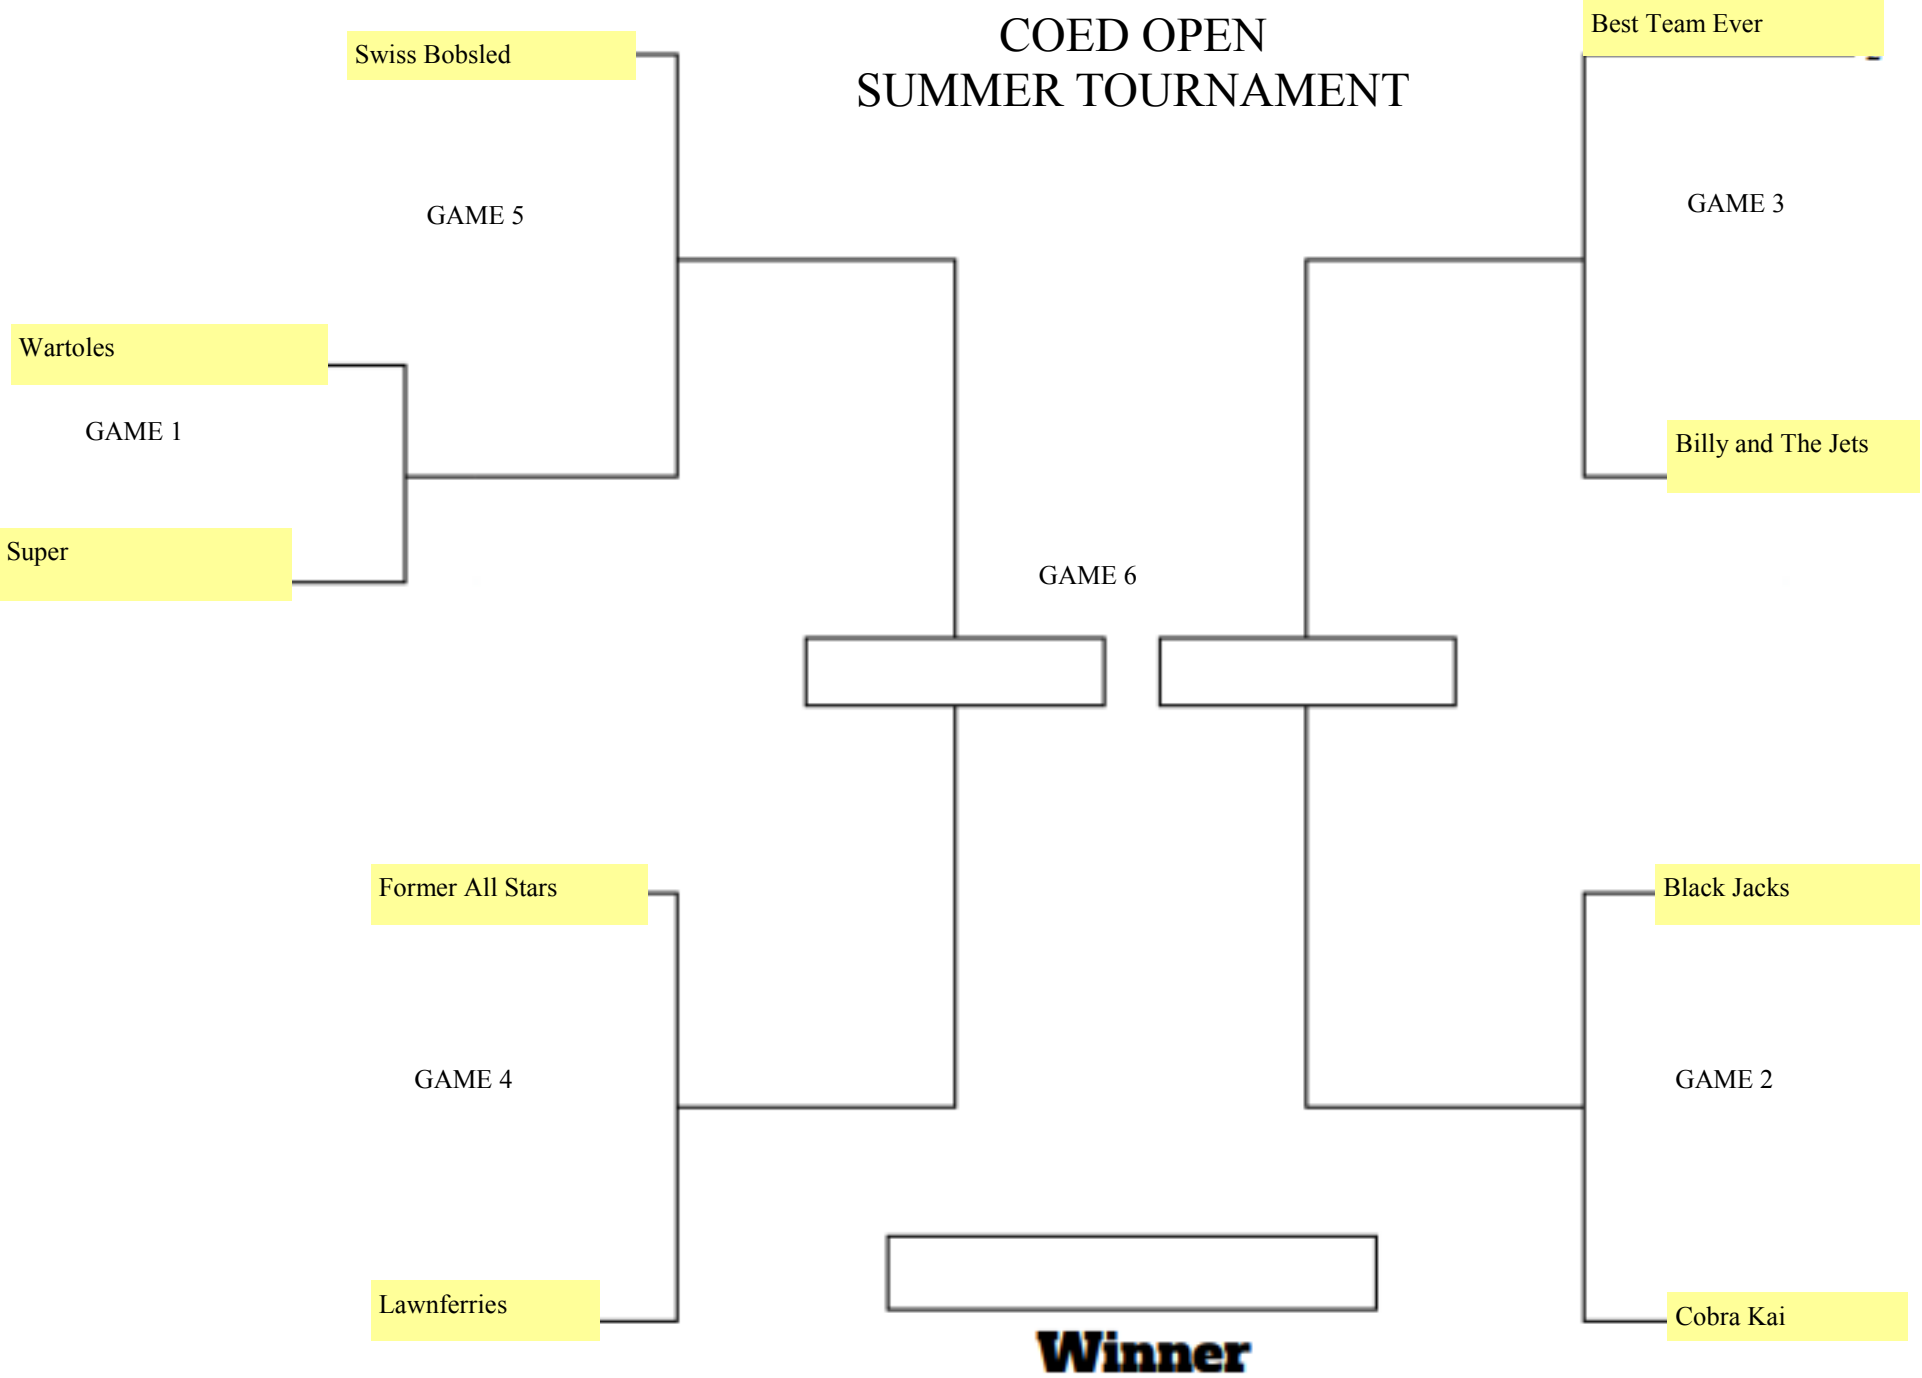 COED OPEN
SUMMER TOURNAMENT
Best Team Ever
Swiss Bobsled
GAME 3
GAME 5
Wartoles
GAME 1
Billy and The Jets
Super
GAME 6
Former All Stars
Black Jacks
GAME 4
GAME 2
Lawnferries
Cobra Kai
Winner